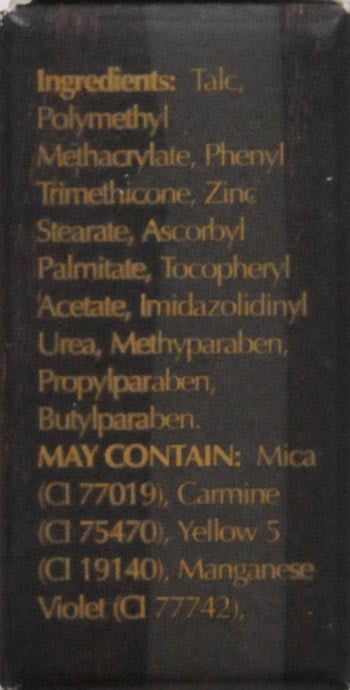 Ingredients: Talc,
Polymethyl
Methacrylate, Phenyl
Trimethicone, Zinc
Stearate, Ascorbyl
Palmitate, Tocopheryl
Acetate, Imidazolidinyl
Urea, Methyparaben,
Propylparaben,
Butylparaben.
MAY CONTAIN: Mica
(CI 77019), Carmine
(CI 75470), Yellow 5
(CI 19140), Manganese
Violet (CI 77742),